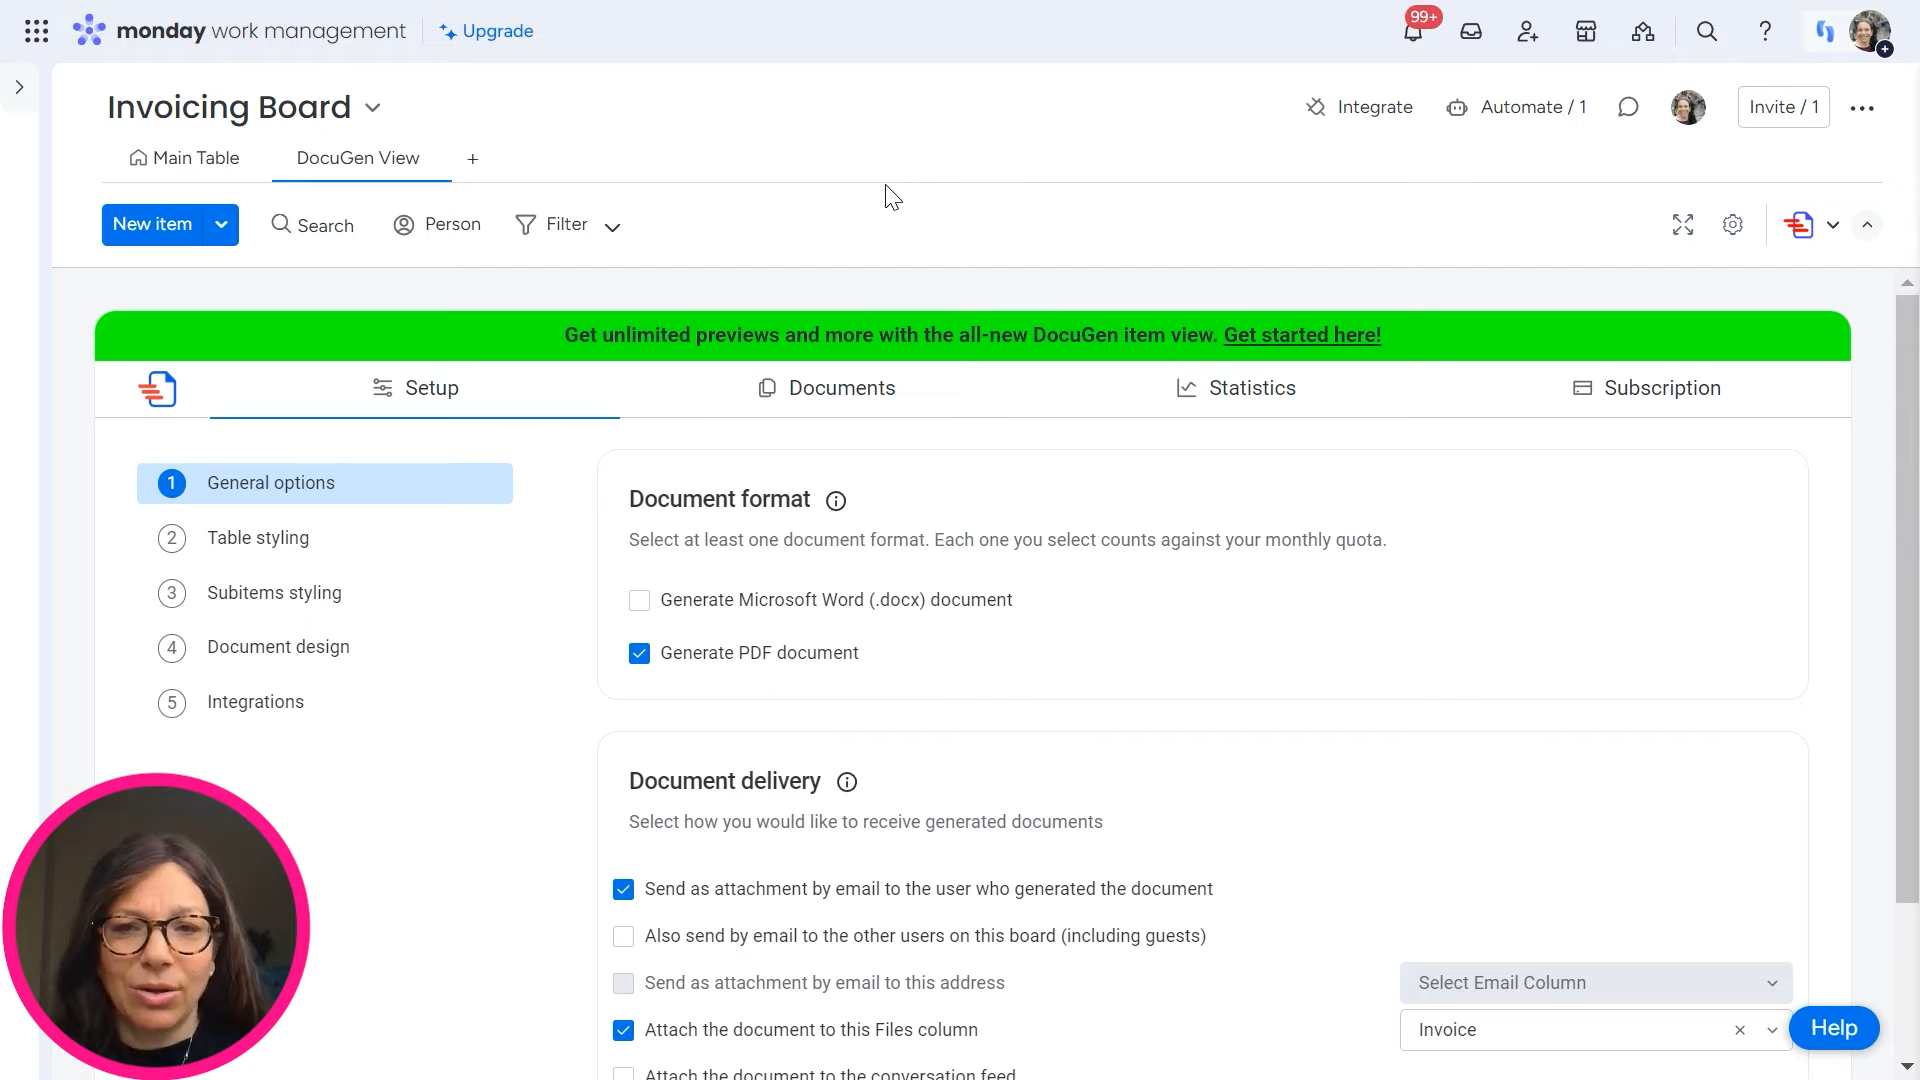 monday work management
Upgrade
99+
Invoicing Board
Integrate
Automate / 1
Invite / 1
Main Table
DocuGen View
New item
Search
Person
Filter
Get unlimited previews and more with the all-new DocuGen item view. Get started here!
Setup
Documents
Statistics
Subscription
1 General options
2 Table styling
3 Subitems styling
4 Document design
5 Integrations
Document format
Select at least one document format. Each one you select counts against your monthly quota.
Generate Microsoft Word (.docx) document
Generate PDF document
Document delivery
Select how you would like to receive generated documents
Send as attachment by email to the user who generated the document
Also send by email to the other users on this board (including guests)
Send as attachment by email to this address
Select Email Column
Attach the document to this Files column
Invoice
Help
Attach the document to the conversation feed